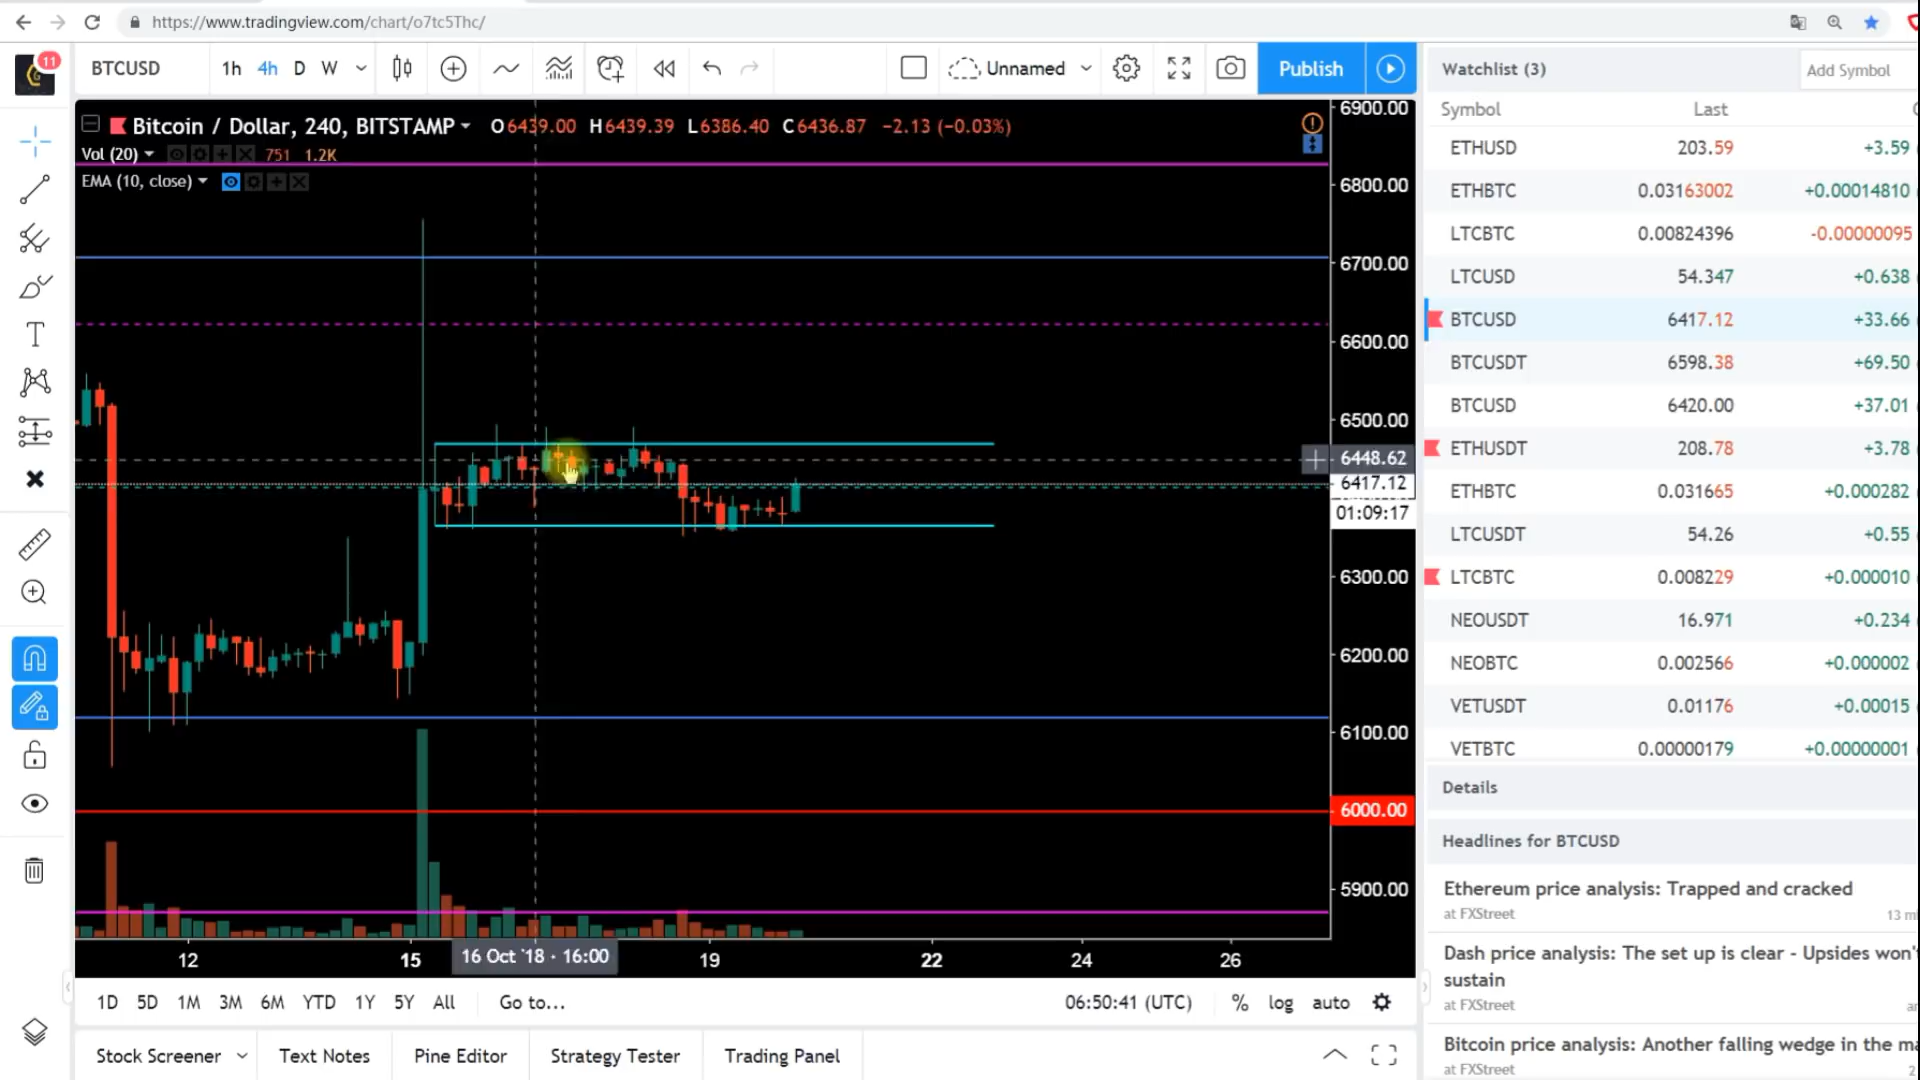 https://www.tradingview.com/chart/o7tc5Thc/
11
BTCUSD 1h 4h D W Unnamed Publish
Bitcoin / Dollar, 240, BITSTAMP O6439.00 H6439.39 L6386.40 C6436.87 −2.13 (−0.03%)
Vol (20) 751 1.2K
EMA (10, close)
6900.00
6800.00
6700.00
6600.00
6500.00
6448.62
6417.12
01:09:17
6300.00
6200.00
6100.00
6000.00
5900.00
12 15 16 Oct '18 · 16:00 19 22 24 26
1D 5D 1M 3M 6M YTD 1Y 5Y All Go to... 06:50:41 (UTC) % log auto
Stock Screener Text Notes Pine Editor Strategy Tester Trading Panel
Watchlist (3) Add Symbol
Symbol Last
ETHUSD 203.59 +3.59
ETHBTC 0.03163002 +0.00014810
LTCBTC 0.00824396 -0.00000095
LTCUSD 54.347 +0.638
BTCUSD 6417.12 +33.66
BTCUSDT 6598.38 +69.50
BTCUSD 6420.00 +37.01
ETHUSDT 208.78 +3.78
ETHBTC 0.031665 +0.000282
LTCUSDT 54.26 +0.55
LTCBTC 0.008229 +0.000010
NEOUSDT 16.971 +0.234
NEOBTC 0.002566 +0.000002
VETUSDT 0.01176 +0.00015
VETBTC 0.00000179 +0.00000001
Details
Headlines for BTCUSD
Ethereum price analysis: Trapped and cracked
at FXStreet 13
Dash price analysis: The set up is clear - Upsides won'
sustain
at FXStreet
Bitcoin price analysis: Another falling wedge in the
at FXStreet 2